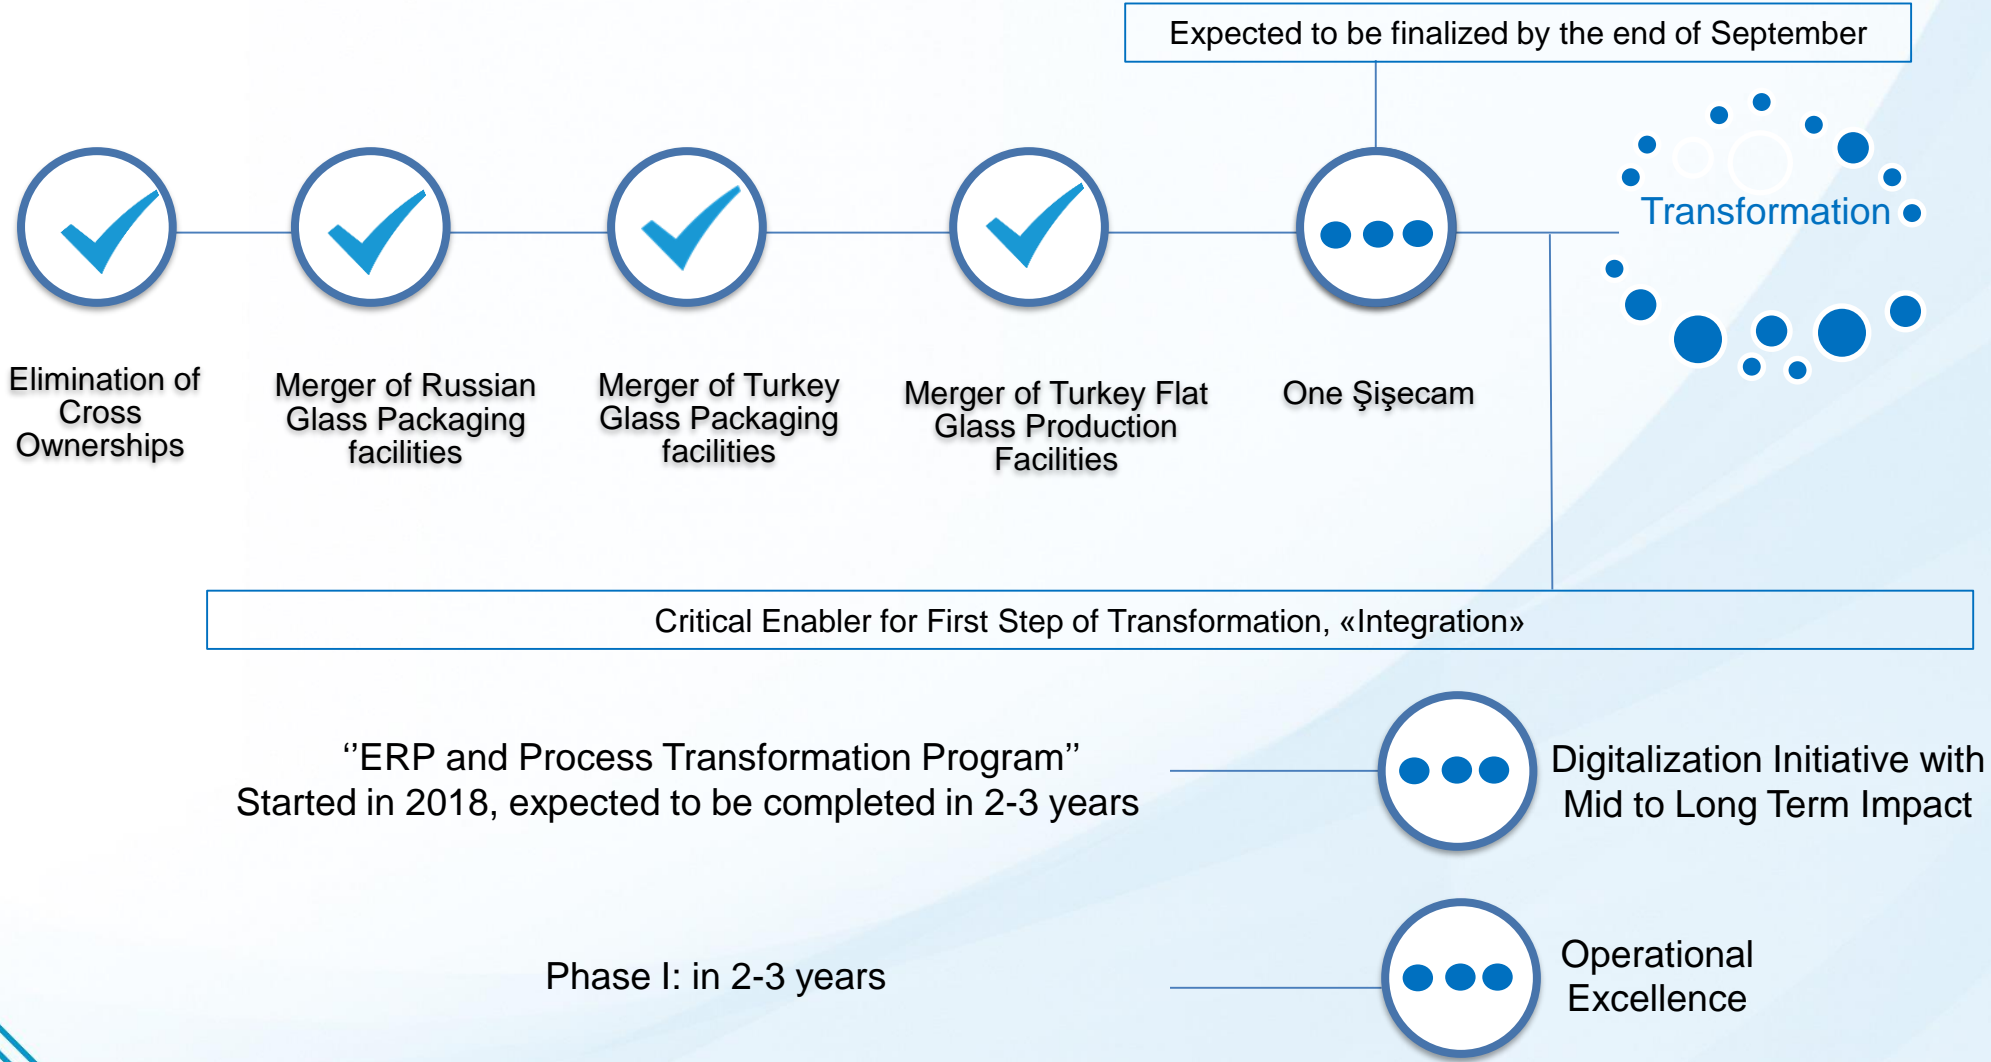 Expected to be finalized by the end of September
Transformation
Elimination of
Cross
Ownerships
Merger of Russian
Glass Packaging
facilities
Merger of Turkey
Glass Packaging
facilities
Merger of Turkey Flat
Glass Production
Facilities
One Şişecam
Critical Enabler for First Step of Transformation, «Integration»
‘’ERP and Process Transformation Program’’
Started in 2018, expected to be completed in 2-3 years
Digitalization Initiative with
Mid to Long Term Impact
Phase I: in 2-3 years
Operational
Excellence